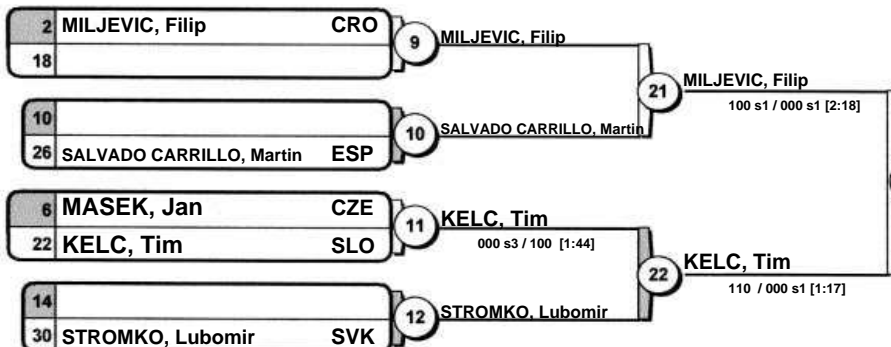 2 MILJEVIC, Filip CRO
18
9 MILJEVIC, Filip
10
26 SALVADO CARRILLO, Martin ESP
10 SALVADO CARRILLO, Martin
21 MILJEVIC, Filip
100 s1 / 000 s1 [2:18]
6 MASEK, Jan CZE
22 KELC, Tim SLO
11 KELC, Tim
000 s3 / 100 [1:44]
14
30 STROMKO, Lubomir SVK
12 STROMKO, Lubomir
22 KELC, Tim
110 / 000 s1 [1:17]